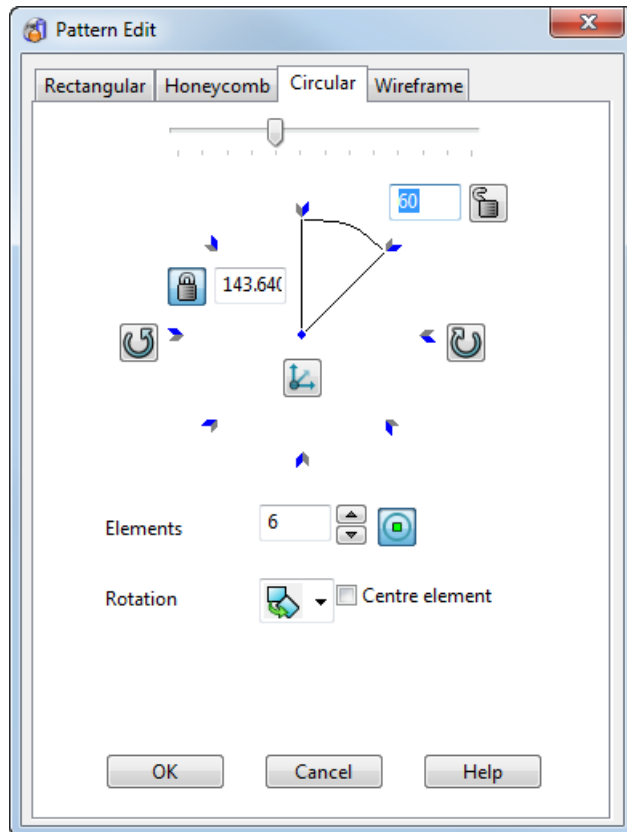 Pattern Edit
Rectangular Honeycomb Circular Wireframe
60
143.640
Elements 6
Rotation Centre element
OK Cancel Help